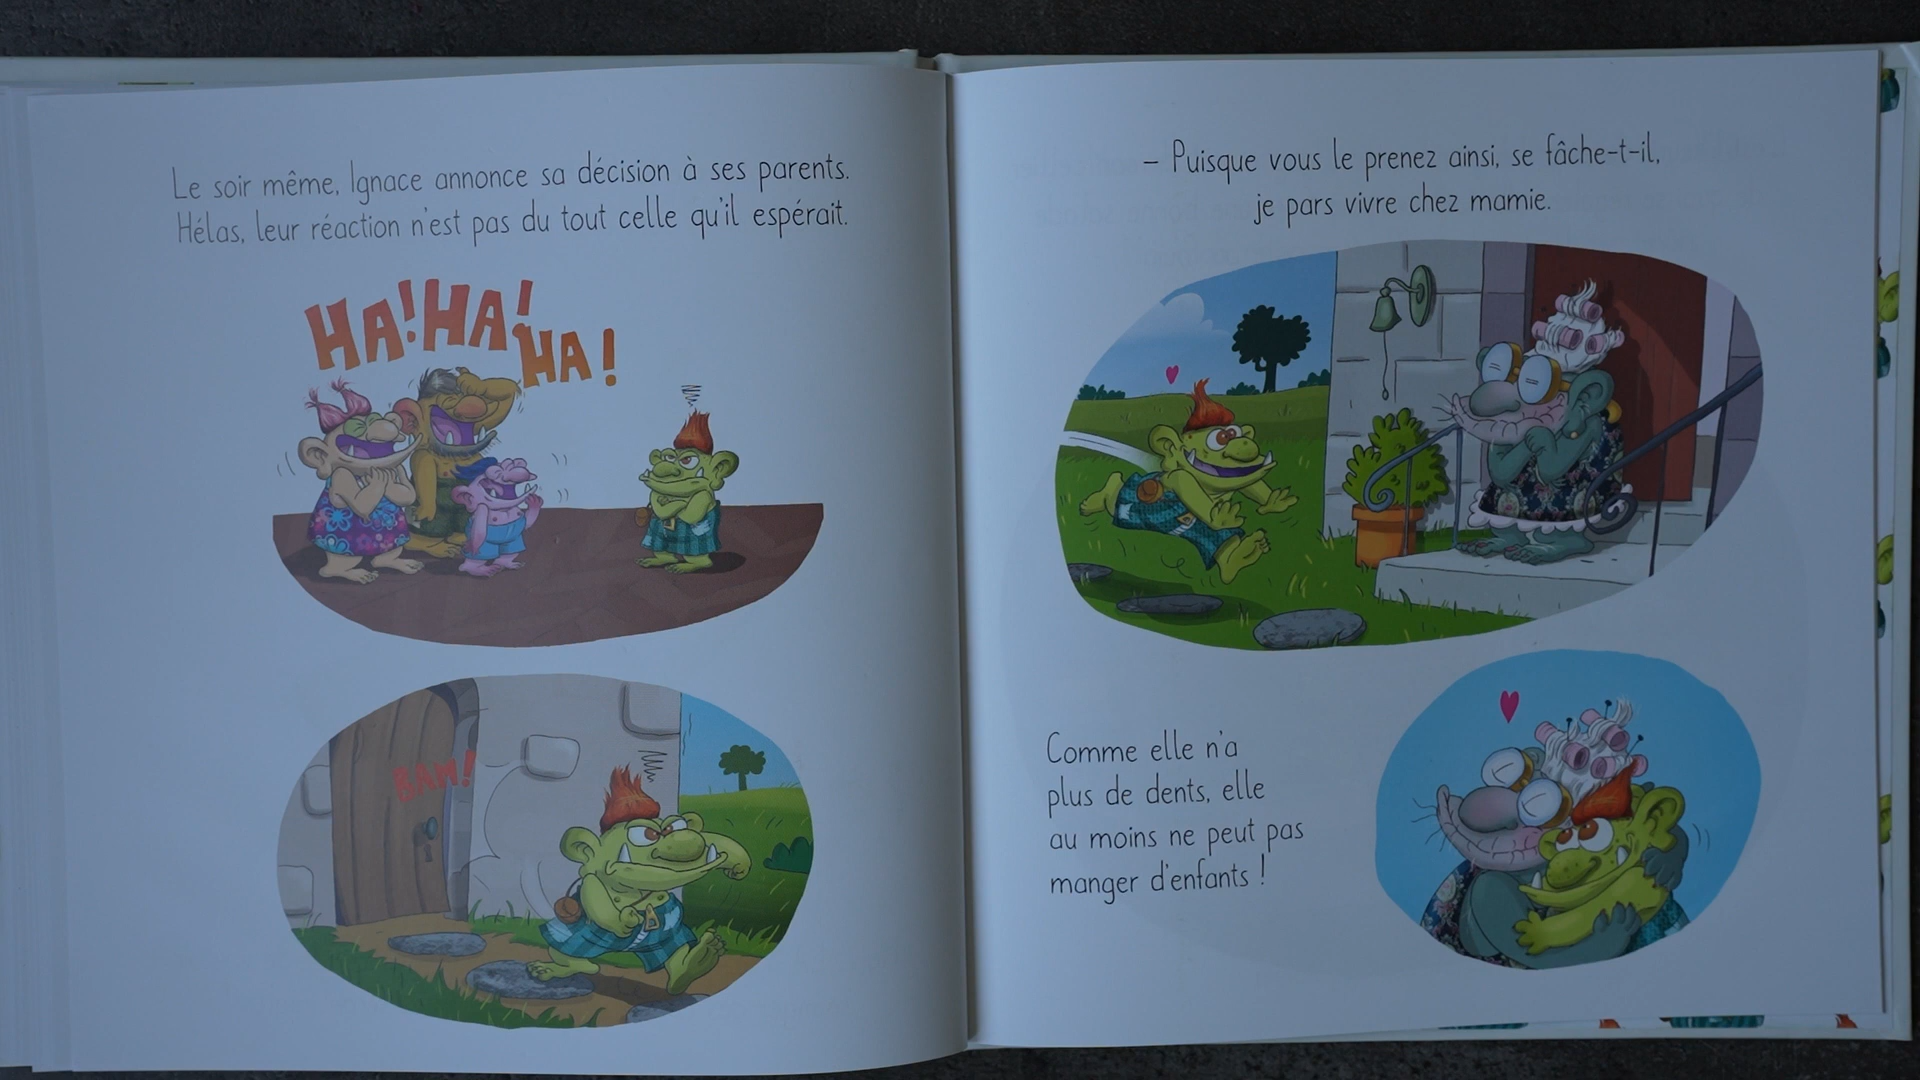 Le soir même, Ignace annonce sa décision à ses parents.
Hélas, leur réaction n'est pas du tout celle qu'il espérait.
HA! HA! HA!
BAM!
– Puisque vous le prenez ainsi, se fâche-t-il,
je pars vivre chez mamie.
Comme elle n'a
plus de dents, elle
au moins ne peut pas
manger d'enfants !